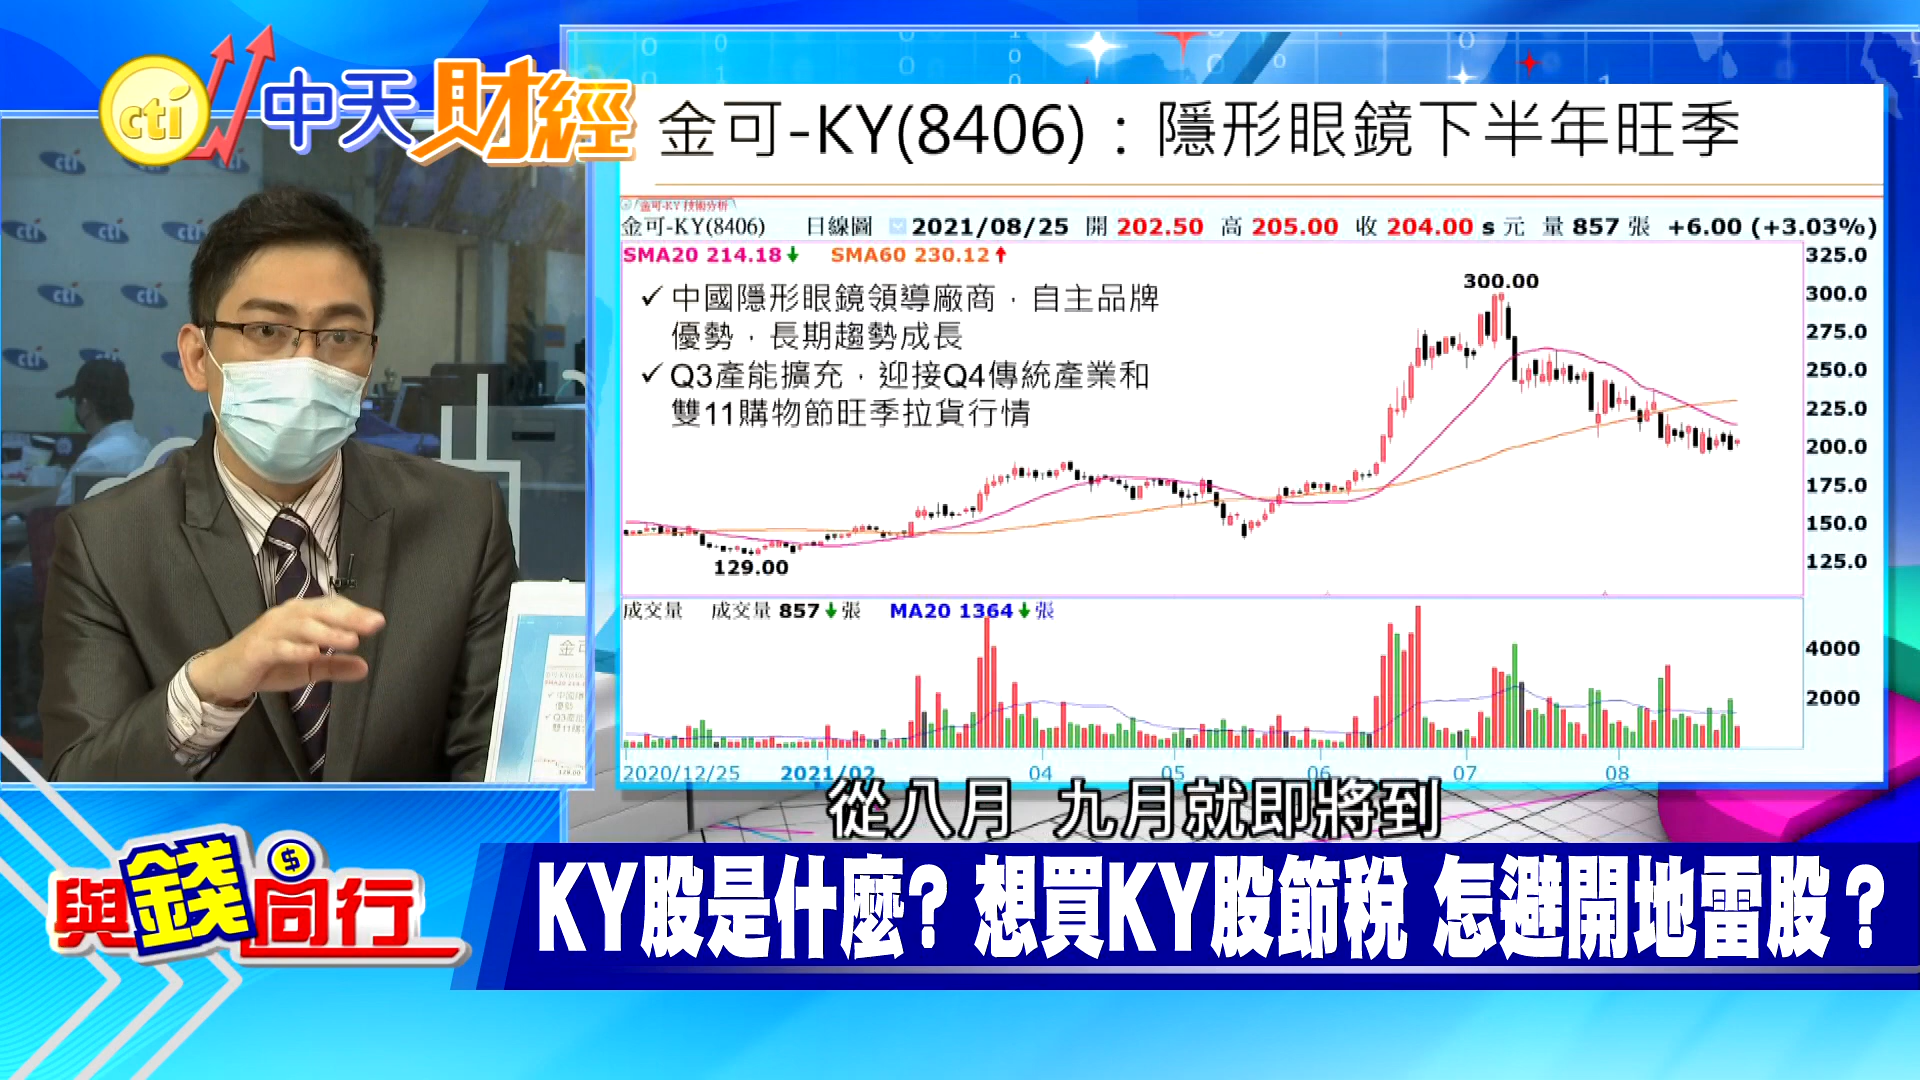 cti 中天財經
金可-KY(8406)：隱形眼鏡下半年旺季
金可-KY 技術分析
金可-KY(8406) 日線圖 2021/08/25 開 202.50 高 205.00 收 204.00 s 元 量 857 張 +6.00 (+3.03%)
SMA20 214.18↓ SMA60 230.12↑
325.0
300.0
275.0
250.0
225.0
200.0
175.0
150.0
125.0
300.00
✓ 中國隱形眼鏡領導廠商，自主品牌
優勢，長期趨勢成長
✓ Q3產能擴充，迎接Q4傳統產業和
雙11購物節旺季拉貨行情
129.00
成交量 成交量 857↓張 MA20 1364↓張
4000
2000
2020/12/25 2021/02 04 05 06 07 08
從八月 九月就即將到
與錢同行
KY股是什麼? 想買KY股節稅 怎避開地雷股？